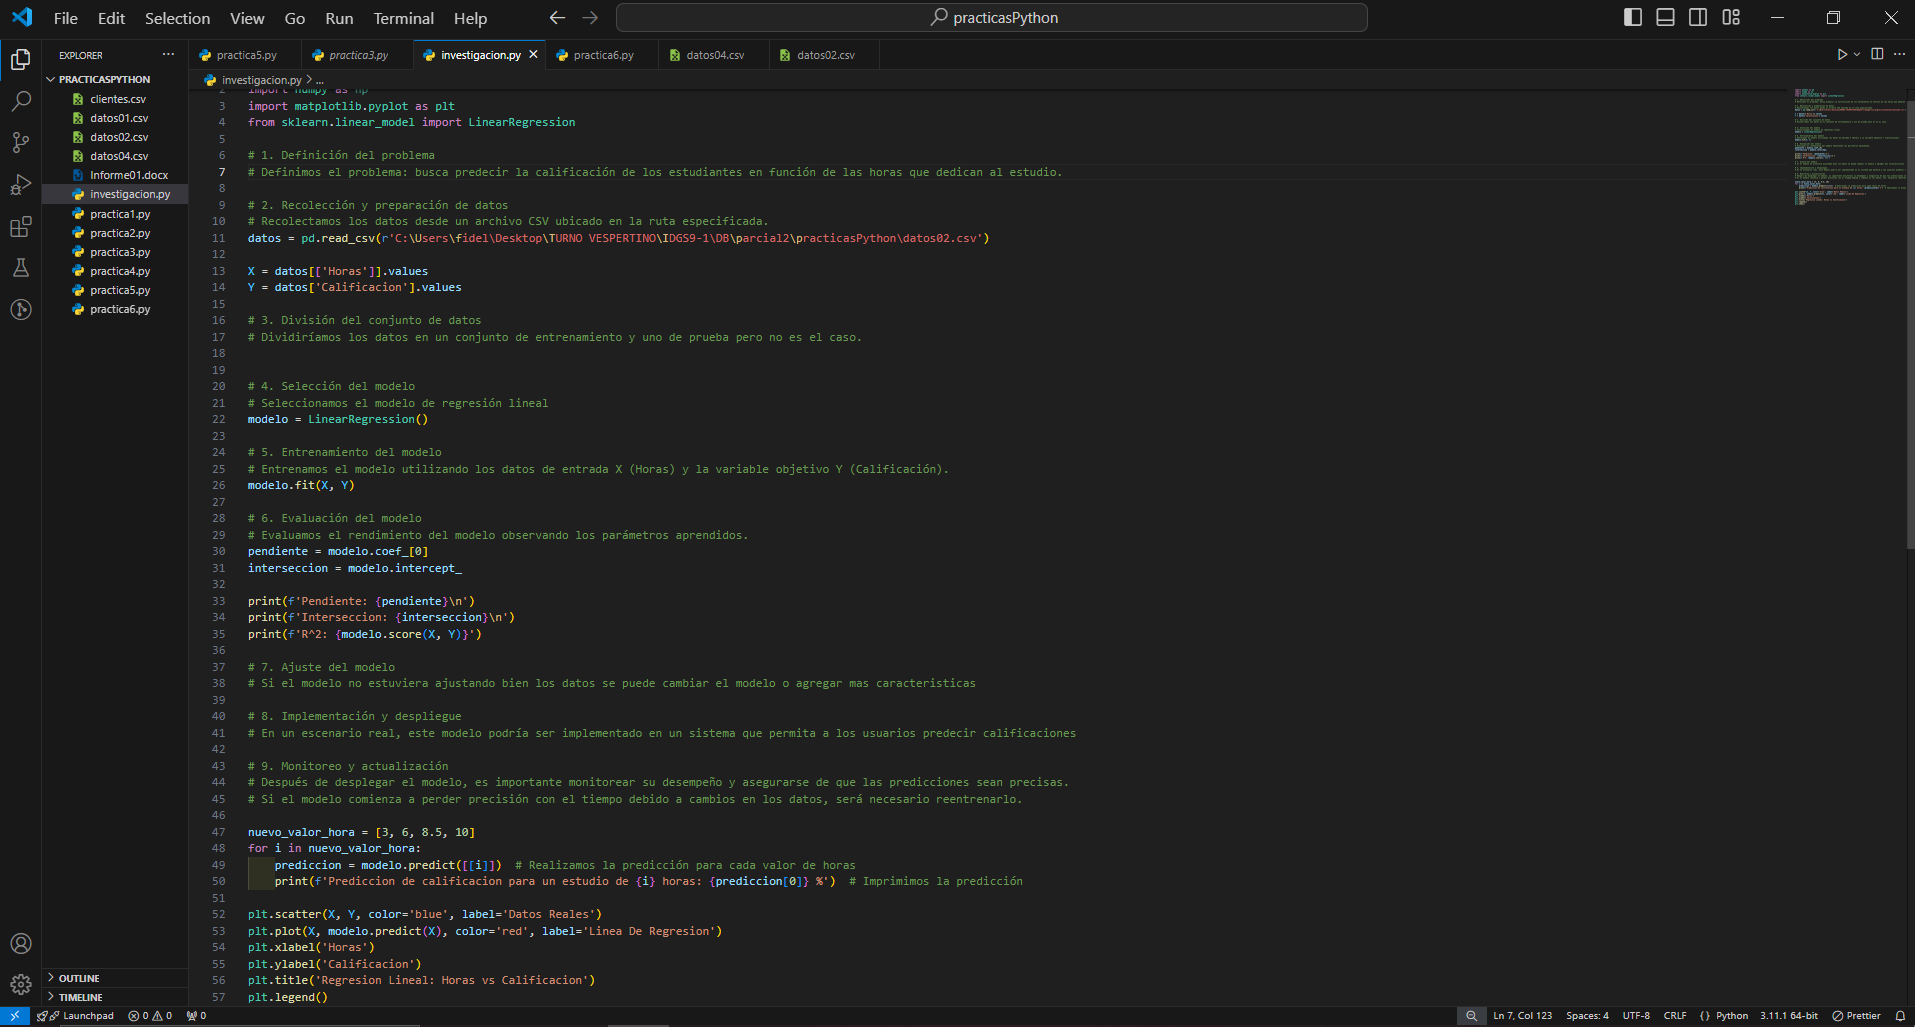 File Edit Selection View Go Run Terminal Help
practicasPython
EXPLORER
practica5.py practica3.py investigacion.py practica6.py datos04.csv datos02.csv
PRACTICASPYTHON
investigacion.py > ...
clientes.csv
datos01.csv
datos02.csv
datos04.csv
Informe01.docx
investigacion.py
practica1.py
practica2.py
practica3.py
practica4.py
practica5.py
practica6.py
2 import numpy as np
3 import matplotlib.pyplot as plt
4 from sklearn.linear_model import LinearRegression
5
6 # 1. Definición del problema
7 # Definimos el problema: busca predecir la calificación de los estudiantes en función de las horas que dedican al estudio.
8
9 # 2. Recolección y preparación de datos
10 # Recolectamos los datos desde un archivo CSV ubicado en la ruta especificada.
11 datos = pd.read_csv(r'C:\Users\fidel\Desktop\TURNO VESPERTINO\IDGS9-1\DB\parcial2\practicasPython\datos02.csv')
12
13 X = datos[['Horas']].values
14 Y = datos['Calificacion'].values
15
16 # 3. División del conjunto de datos
17 # Dividiríamos los datos en un conjunto de entrenamiento y uno de prueba pero no es el caso.
18
19
20 # 4. Selección del modelo
21 # Seleccionamos el modelo de regresión lineal
22 modelo = LinearRegression()
23
24 # 5. Entrenamiento del modelo
25 # Entrenamos el modelo utilizando los datos de entrada X (Horas) y la variable objetivo Y (Calificación).
26 modelo.fit(X, Y)
27
28 # 6. Evaluación del modelo
29 # Evaluamos el rendimiento del modelo observando los parámetros aprendidos.
30 pendiente = modelo.coef_[0]
31 interseccion = modelo.intercept_
32
33 print(f'Pendiente: {pendiente}\n')
34 print(f'Interseccion: {interseccion}\n')
35 print(f'R^2: {modelo.score(X, Y)}')
36
37 # 7. Ajuste del modelo
38 # Si el modelo no estuviera ajustando bien los datos se puede cambiar el modelo o agregar mas caracteristicas
39
40 # 8. Implementación y despliegue
41 # En un escenario real, este modelo podría ser implementado en un sistema que permita a los usuarios predecir calificaciones
42
43 # 9. Monitoreo y actualización
44 # Después de desplegar el modelo, es importante monitorear su desempeño y asegurarse de que las predicciones sean precisas.
45 # Si el modelo comienza a perder precisión con el tiempo debido a cambios en los datos, será necesario reentrenarlo.
46
47 nuevo_valor_hora = [3, 6, 8.5, 10]
48 for i in nuevo_valor_hora:
49 prediccion = modelo.predict([[i]]) # Realizamos la predicción para cada valor de horas
50 print(f'Prediccion de calificacion para un estudio de {i} horas: {prediccion[0]} %') # Imprimimos la predicción
51
52 plt.scatter(X, Y, color='blue', label='Datos Reales')
53 plt.plot(X, modelo.predict(X), color='red', label='Linea De Regresion')
54 plt.xlabel('Horas')
55 plt.ylabel('Calificacion')
56 plt.title('Regresion Lineal: Horas vs Calificacion')
57 plt.legend()
OUTLINE
TIMELINE
Launchpad 0 0 0 Ln 7, Col 123 Spaces: 4 UTF-8 CRLF {} Python 3.11.1 64-bit Prettier